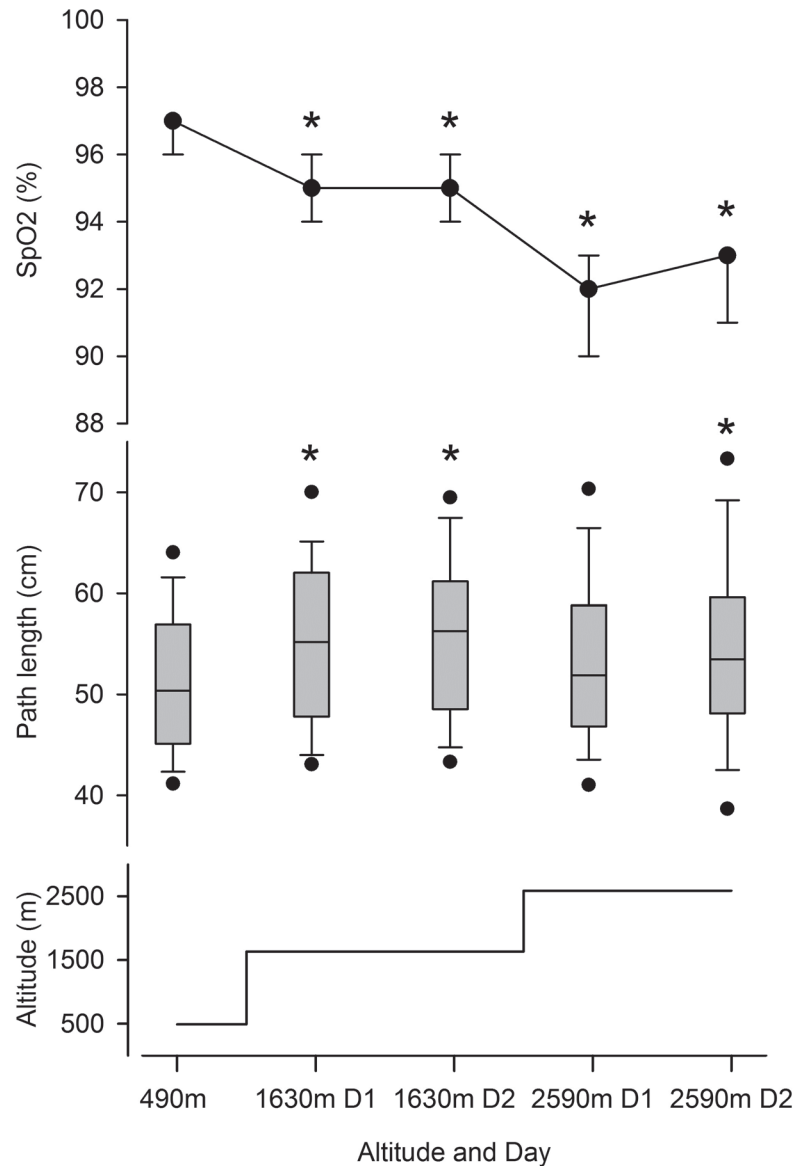 100
98
96
94
92
90
88
SpO2 (%)
* * * *
* * *
70
60
50
40
Path length (cm)
2500
1500
500
Altitude (m)
490m 1630m D1 1630m D2 2590m D1 2590m D2
Altitude and Day